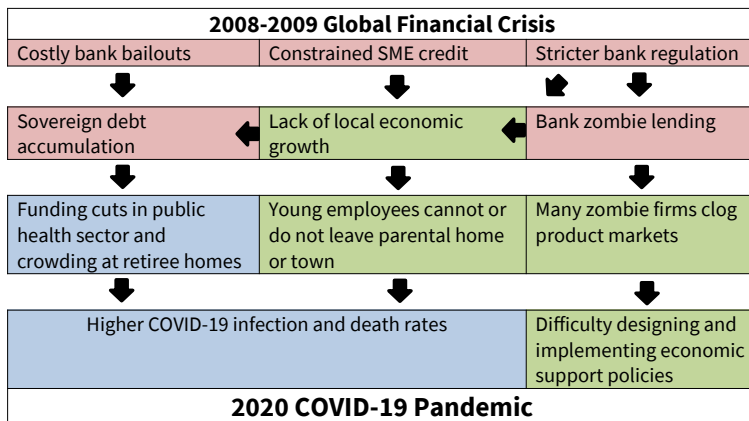 2008-2009 Global Financial Crisis
Costly bank bailouts
Constrained SME credit
Stricter bank regulation
Sovereign debt
accumulation
Lack of local economic
growth
Bank zombie lending
Funding cuts in public
health sector and
crowding at retiree homes
Young employees cannot or
do not leave parental home
or town
Many zombie firms clog
product markets
Higher COVID-19 infection and death rates
Difficulty designing and
implementing economic
support policies
2020 COVID-19 Pandemic